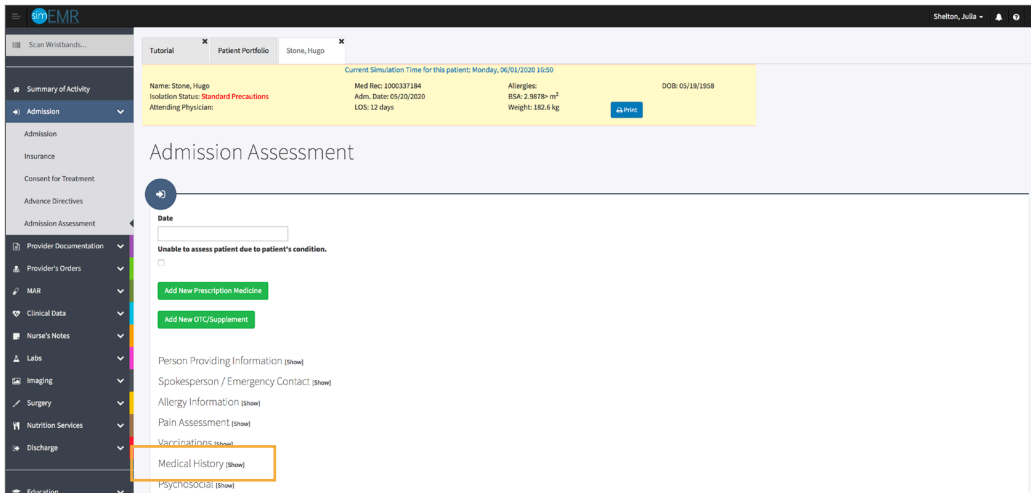 simEMR
Shelton, Julia
Scan Wristbands...
Summary of Activity
Admission
Admission
Insurance
Consent for Treatment
Advance Directives
Admission Assessment
Provider Documentation
Provider's Orders
MAR
Clinical Data
Nurse's Notes
Labs
Imaging
Surgery
Nutrition Services
Discharge
Education
Tutorial
Patient Portfolio
Stone, Hugo
Current Simulation Time for this patient: Monday, 06/01/2020 16:50
Name: Stone, Hugo Med Rec: 1000337184 Allergies: DOB: 05/19/1958
Isolation Status: Standard Precautions Adm. Date: 05/20/2020 BSA: 2.9878> m²
Attending Physician: LOS: 12 days Weight: 182.6 kg Print
Admission Assessment
Date
Unable to assess patient due to patient's condition.
Add New Prescription Medicine
Add New OTC/Supplement
Person Providing Information [Show]
Spokesperson / Emergency Contact [Show]
Allergy Information [Show]
Pain Assessment [Show]
Vaccinations [Show]
Medical History [Show]
Psychosocial [Show]